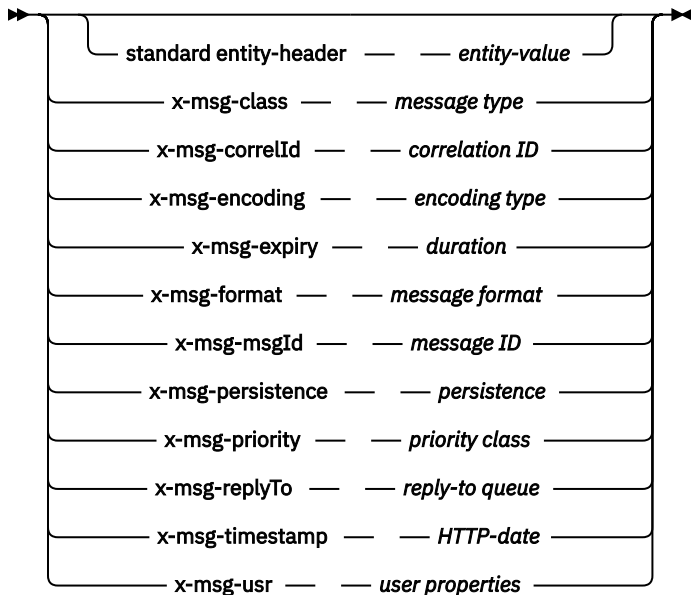 standard entity-header entity-value
x-msg-class message type
x-msg-correlId correlation ID
x-msg-encoding encoding type
x-msg-expiry duration
x-msg-format message format
x-msg-msgId message ID
x-msg-persistence persistence
x-msg-priority priority class
x-msg-replyTo reply-to queue
x-msg-timestamp HTTP-date
x-msg-usr user properties